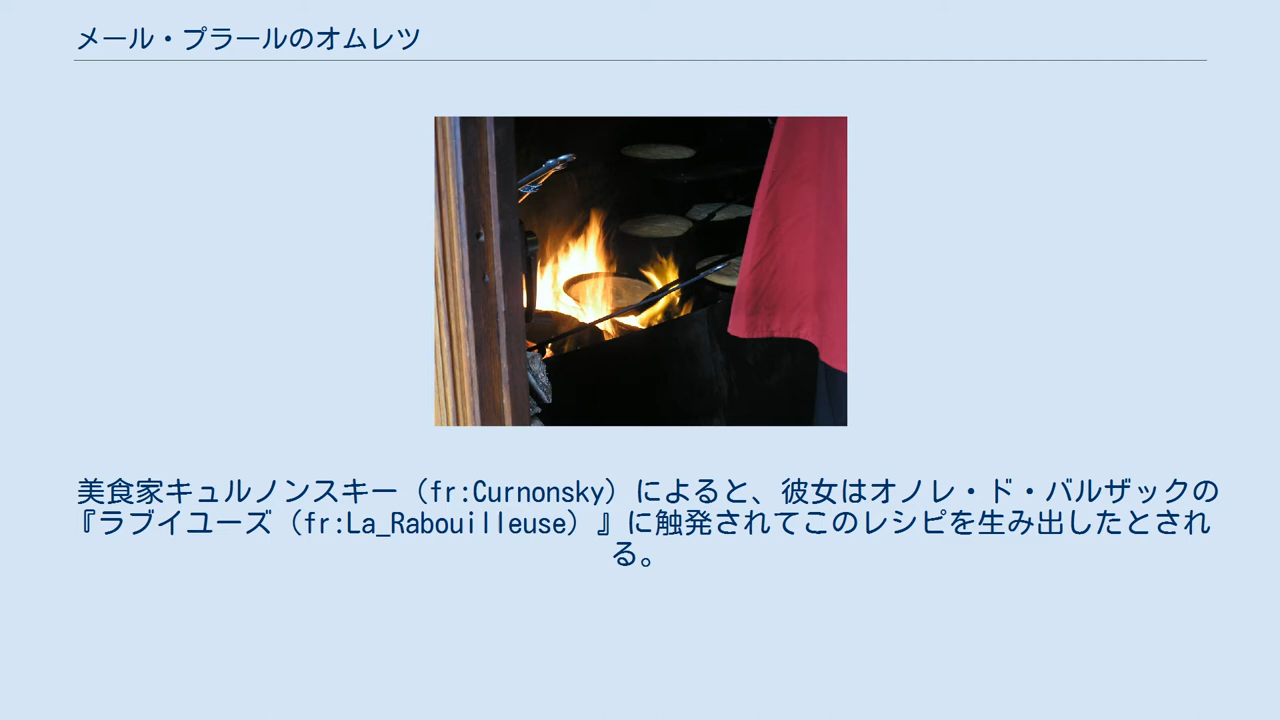 メール・プラールのオムレツ
美食家キュルノンスキー（fr:Curnonsky）によると、彼女はオノレ・ド・バルザックの
『ラブイユーズ（fr:La_Rabouilleuse）』に触発されてこのレシピを生み出したとされ
る。